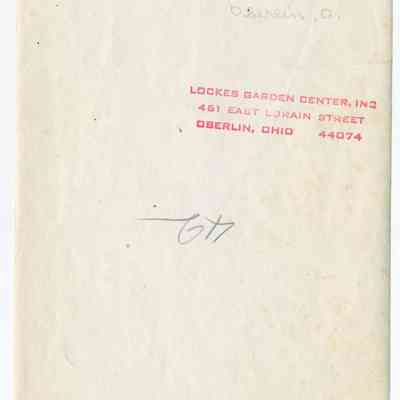 Oberlin, O.
LOCKES GARDEN CENTER, INC
461 EAST LORAIN STREET
OBERLIN, OHIO 44074